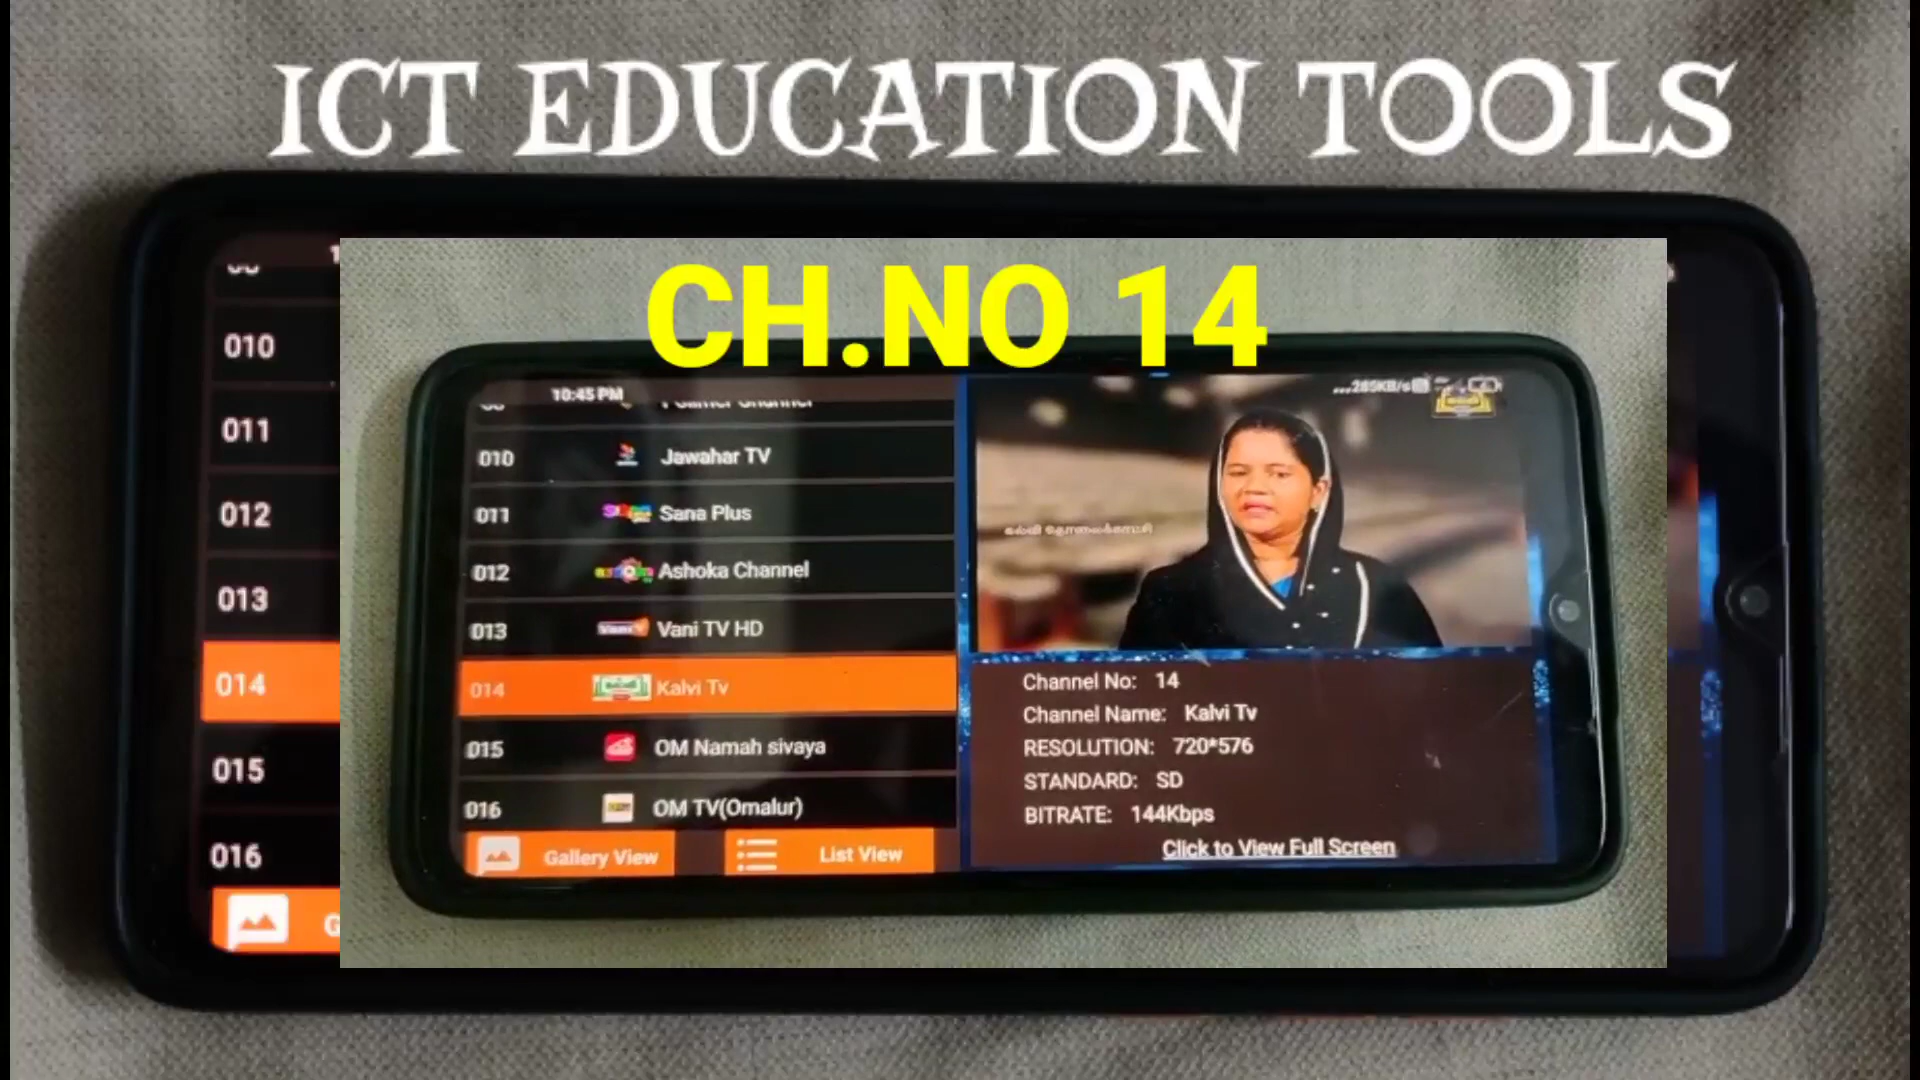 ICT EDUCATION TOOLS
CH.NO 14
10:45 PM
010
011
012
013
014
015
016
010 Jawahar TV
011 Sana Plus
012 Ashoka Channel
013 Vani TV HD
014 Kalvi Tv
015 OM Namah sivaya
016 OM TV(Omalur)
Gallery View
List View
கல்வி தொலைக்காட்சி
Channel No: 14
Channel Name: Kalvi Tv
RESOLUTION: 720*576
STANDARD: SD
BITRATE: 144Kbps
Click to View Full Screen